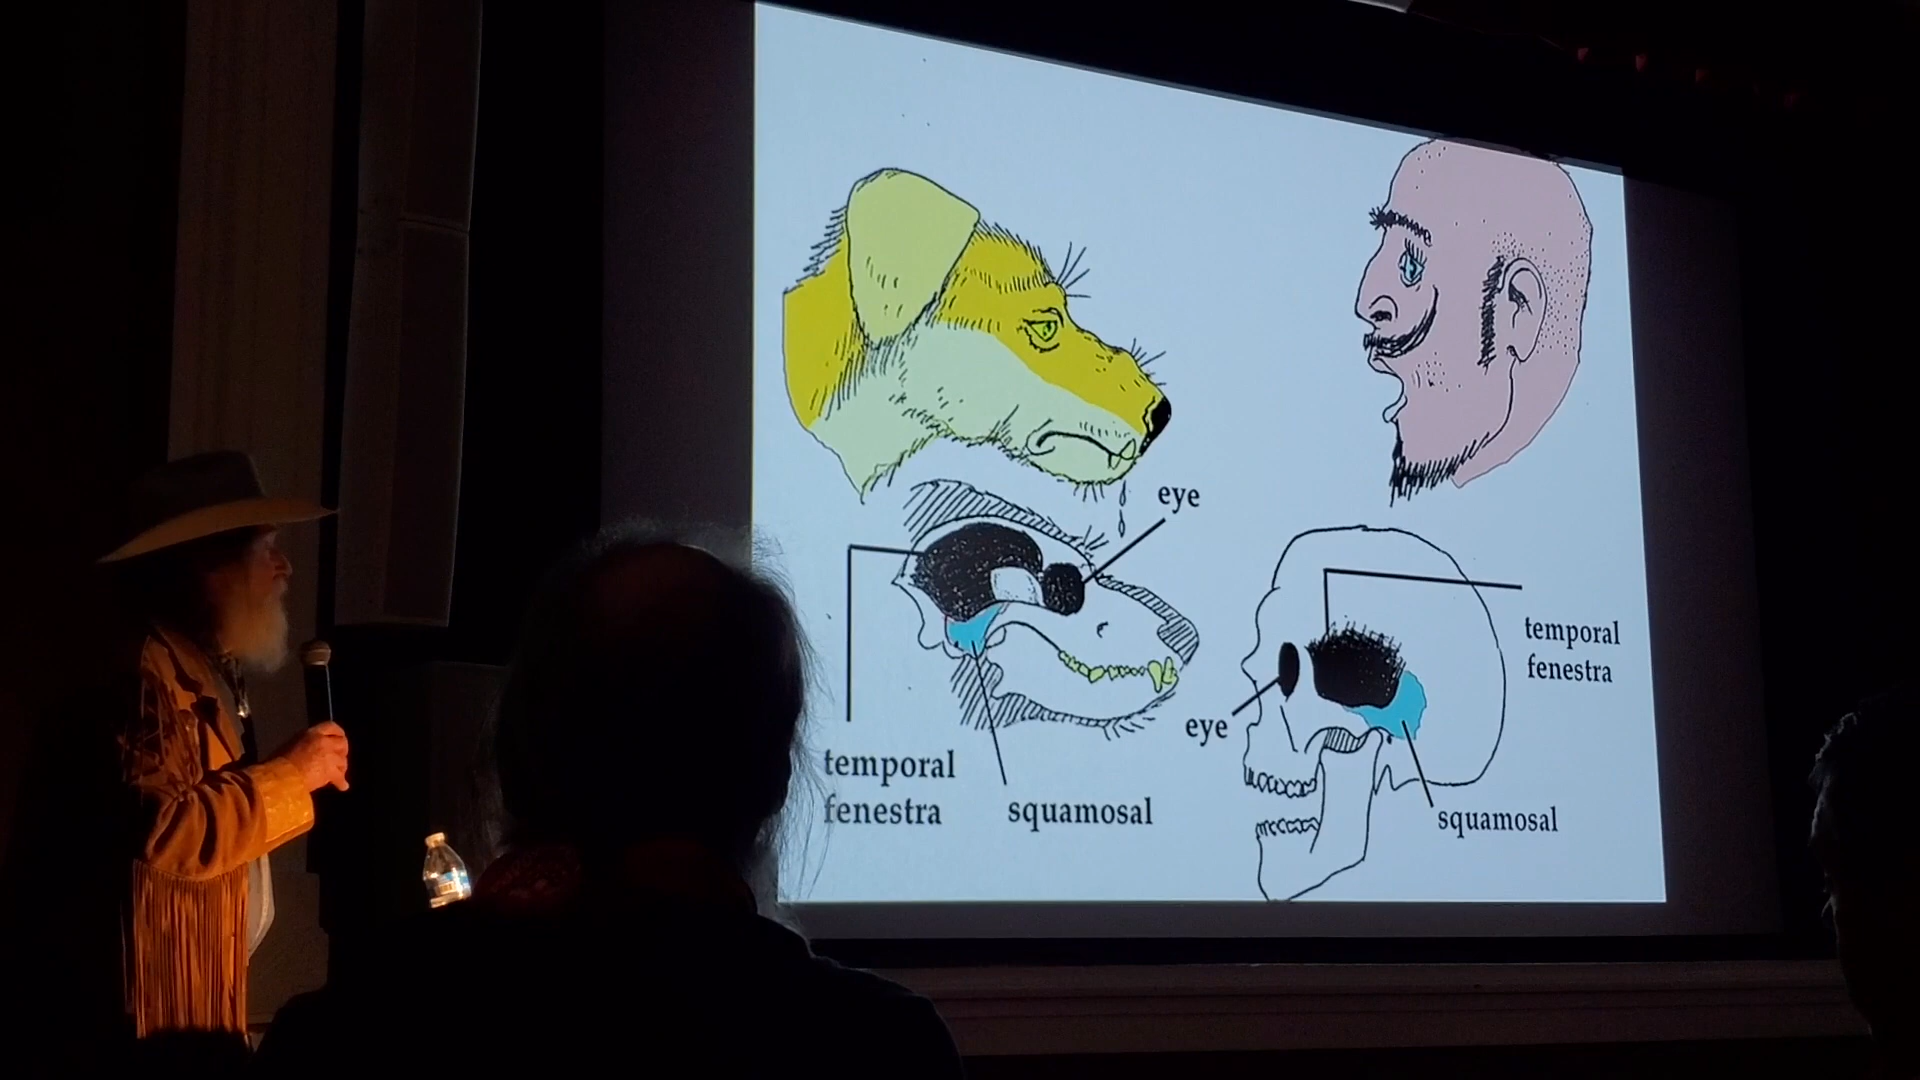 eye
temporal
fenestra
squamosal
temporal
fenestra
eye
squamosal